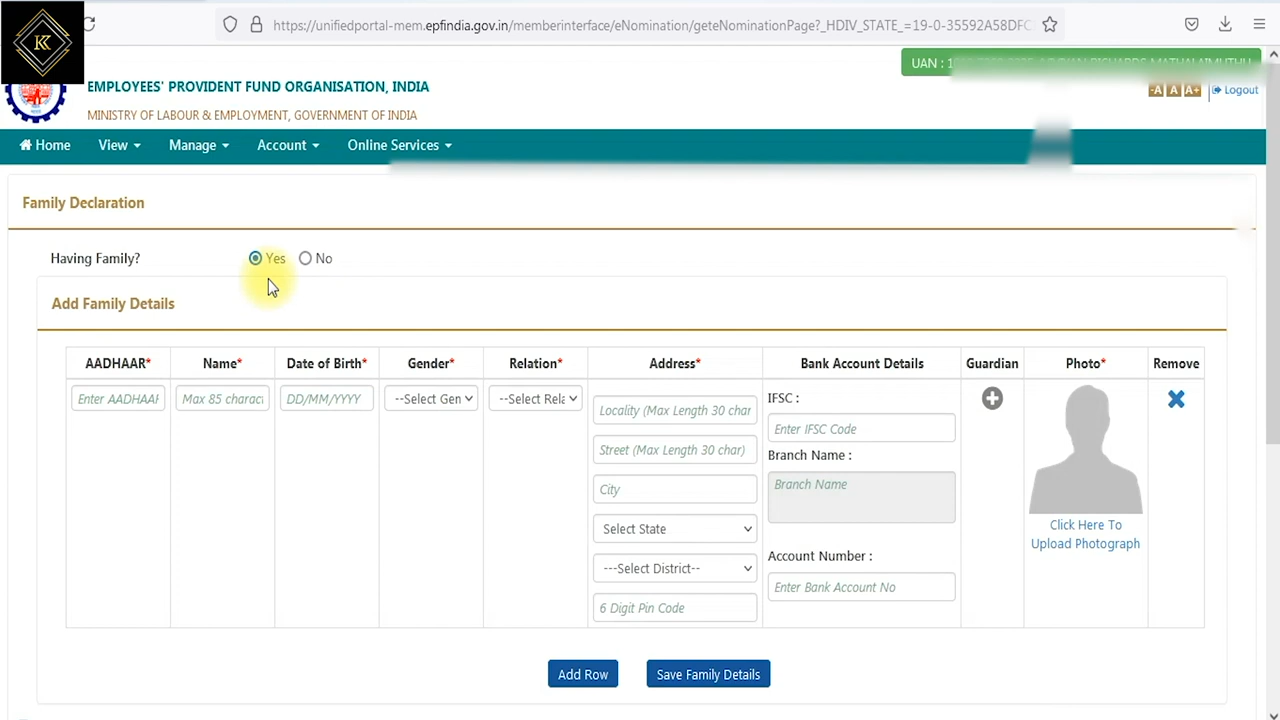 https://unifiedportal-mem.epfindia.gov.in/memberinterface/eNomination/geteNominationPage?_HDIV_STATE_=19-0-35592A58DFC
KK
UAN : 1
EMPLOYEES' PROVIDENT FUND ORGANISATION, INDIA
MINISTRY OF LABOUR & EMPLOYMENT, GOVERNMENT OF INDIA
-A A A+ Logout
Home View Manage Account Online Services
Family Declaration
Having Family? Yes No
Add Family Details
AADHAAR* Name* Date of Birth* Gender* Relation* Address* Bank Account Details Guardian Photo* Remove
Enter AADHAAR Max 85 charact DD/MM/YYYY --Select Gen --Select Rela
Locality (Max Length 30 char
Street (Max Length 30 char)
City
Select State
---Select District--
6 Digit Pin Code
IFSC :
Enter IFSC Code
Branch Name :
Branch Name
Account Number :
Enter Bank Account No
Click Here To
Upload Photograph
Add Row Save Family Details